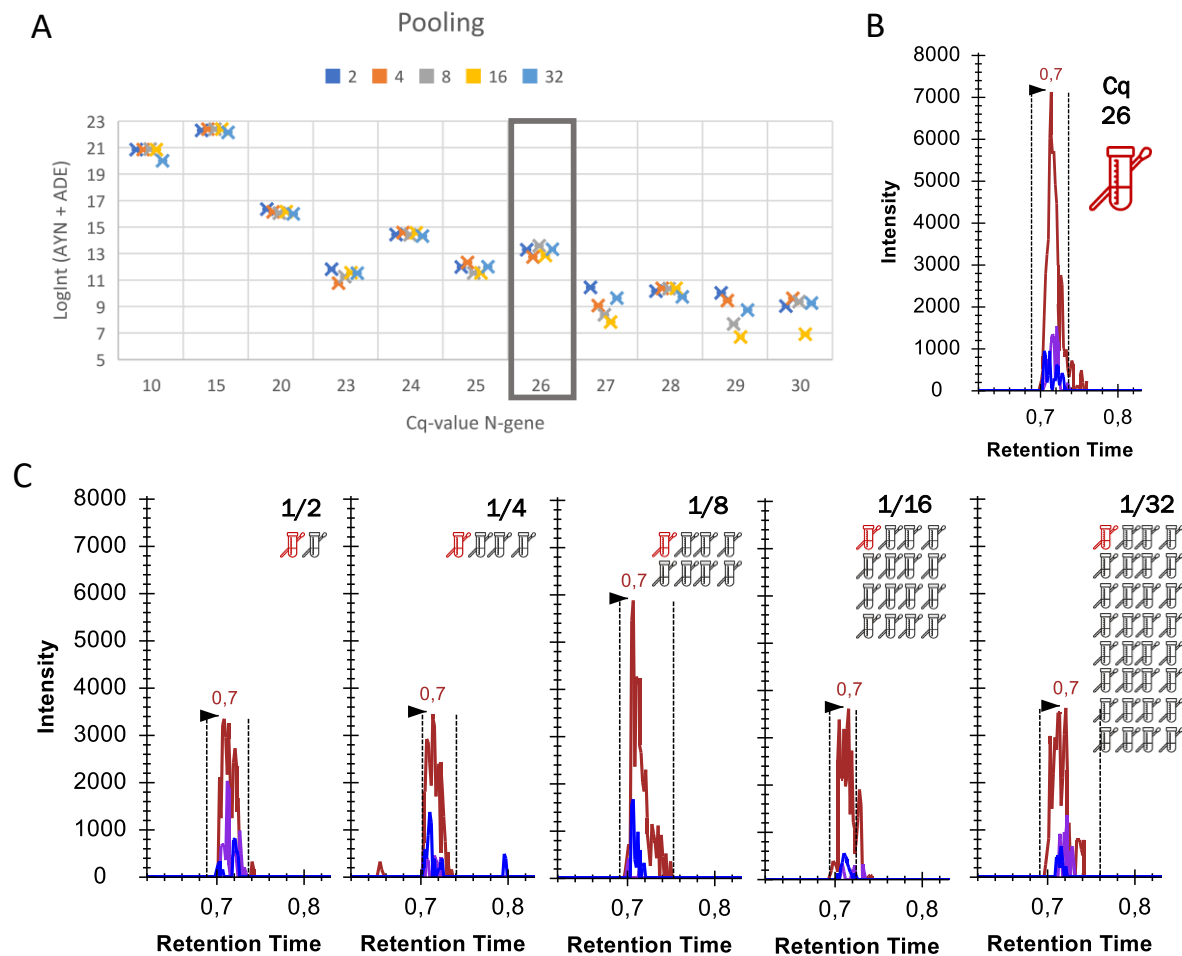 A
Pooling
2 4 8 16 32
LogInt (AYN + ADE)
23
21
19
17
15
13
11
9
7
5
10 15 20 23 24 25 26 27 28 29 30
Cq-value N-gene
B
8000
7000
6000
5000
4000
3000
2000
1000
0
Intensity
0,7
Cq
26
0,7 0,8
Retention Time
C
8000
7000
6000
5000
4000
3000
2000
1000
0
Intensity
1/2
0,7
0,7 0,8
Retention Time
1/4
0,7
0,7 0,8
Retention Time
1/8
0,7
0,7 0,8
Retention Time
1/16
0,7
0,7 0,8
Retention Time
1/32
0,7
0,7 0,8
Retention Time